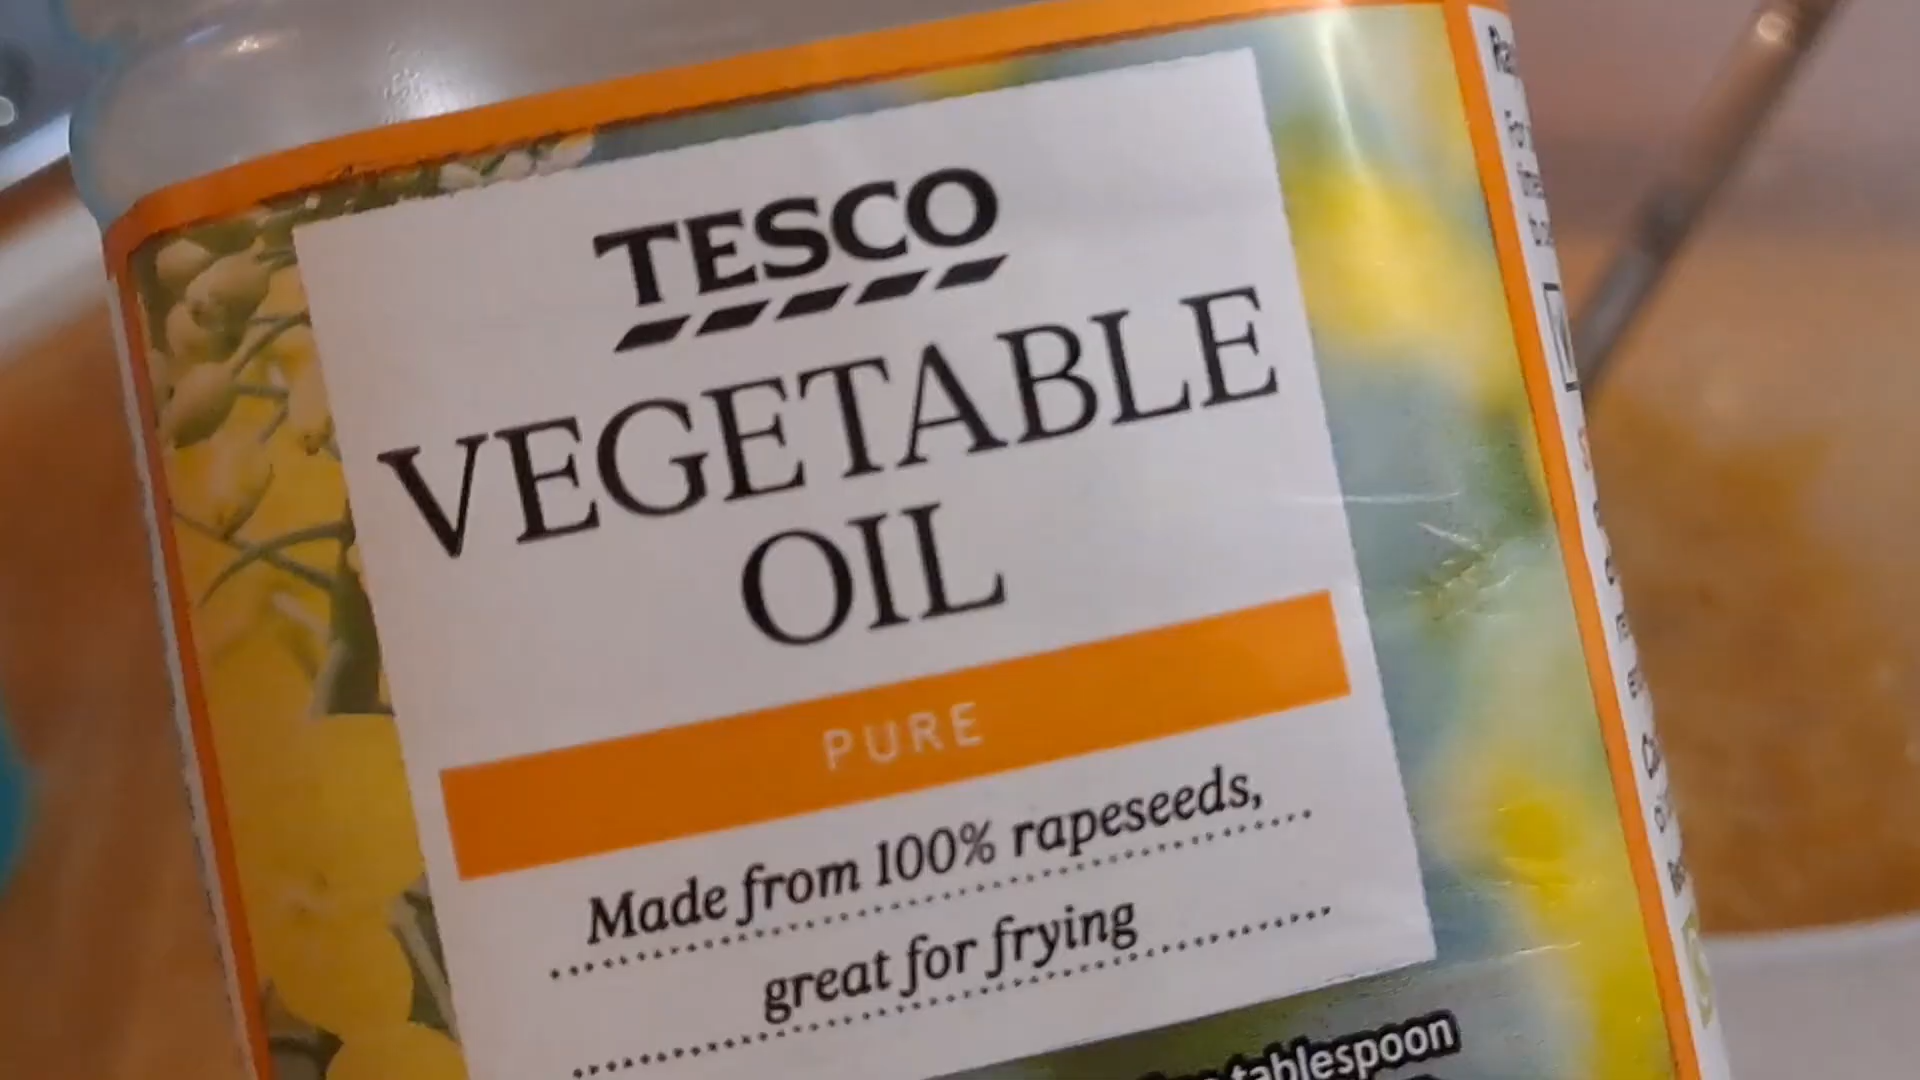 TESCO
VEGETABLE
OIL
PURE
Made from 100% rapeseeds,
great for frying
tablespoon